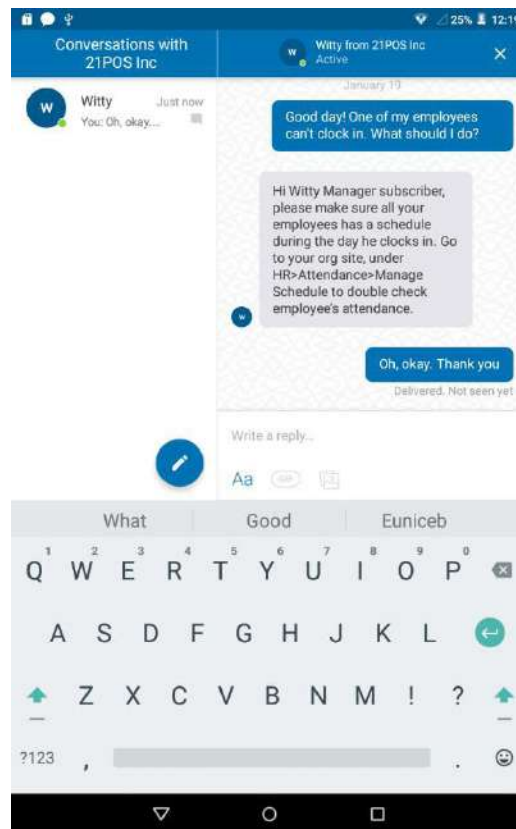 25% 12:19
Conversations with
21POS Inc
W
Witty from 21POS Inc
Active
W
Witty
Just now
You: Oh, okay....
January 19
Good day! One of my employees
can't clock in. What should I do?
Hi Witty Manager subscriber,
please make sure all your
employees has a schedule
during the day he clocks in. Go
to your org site, under
HR>Attendance>Manage
Schedule to double check
employee's attendance.
W
Oh, okay. Thank you
Delivered. Not seen yet
Write a reply...
Aa
What Good Euniceb
1 2 3 4 5 6 7 8 9 0
Q W E R T Y U I O P
A S D F G H J K L
Z X C V B N M ! ?
?123 , .